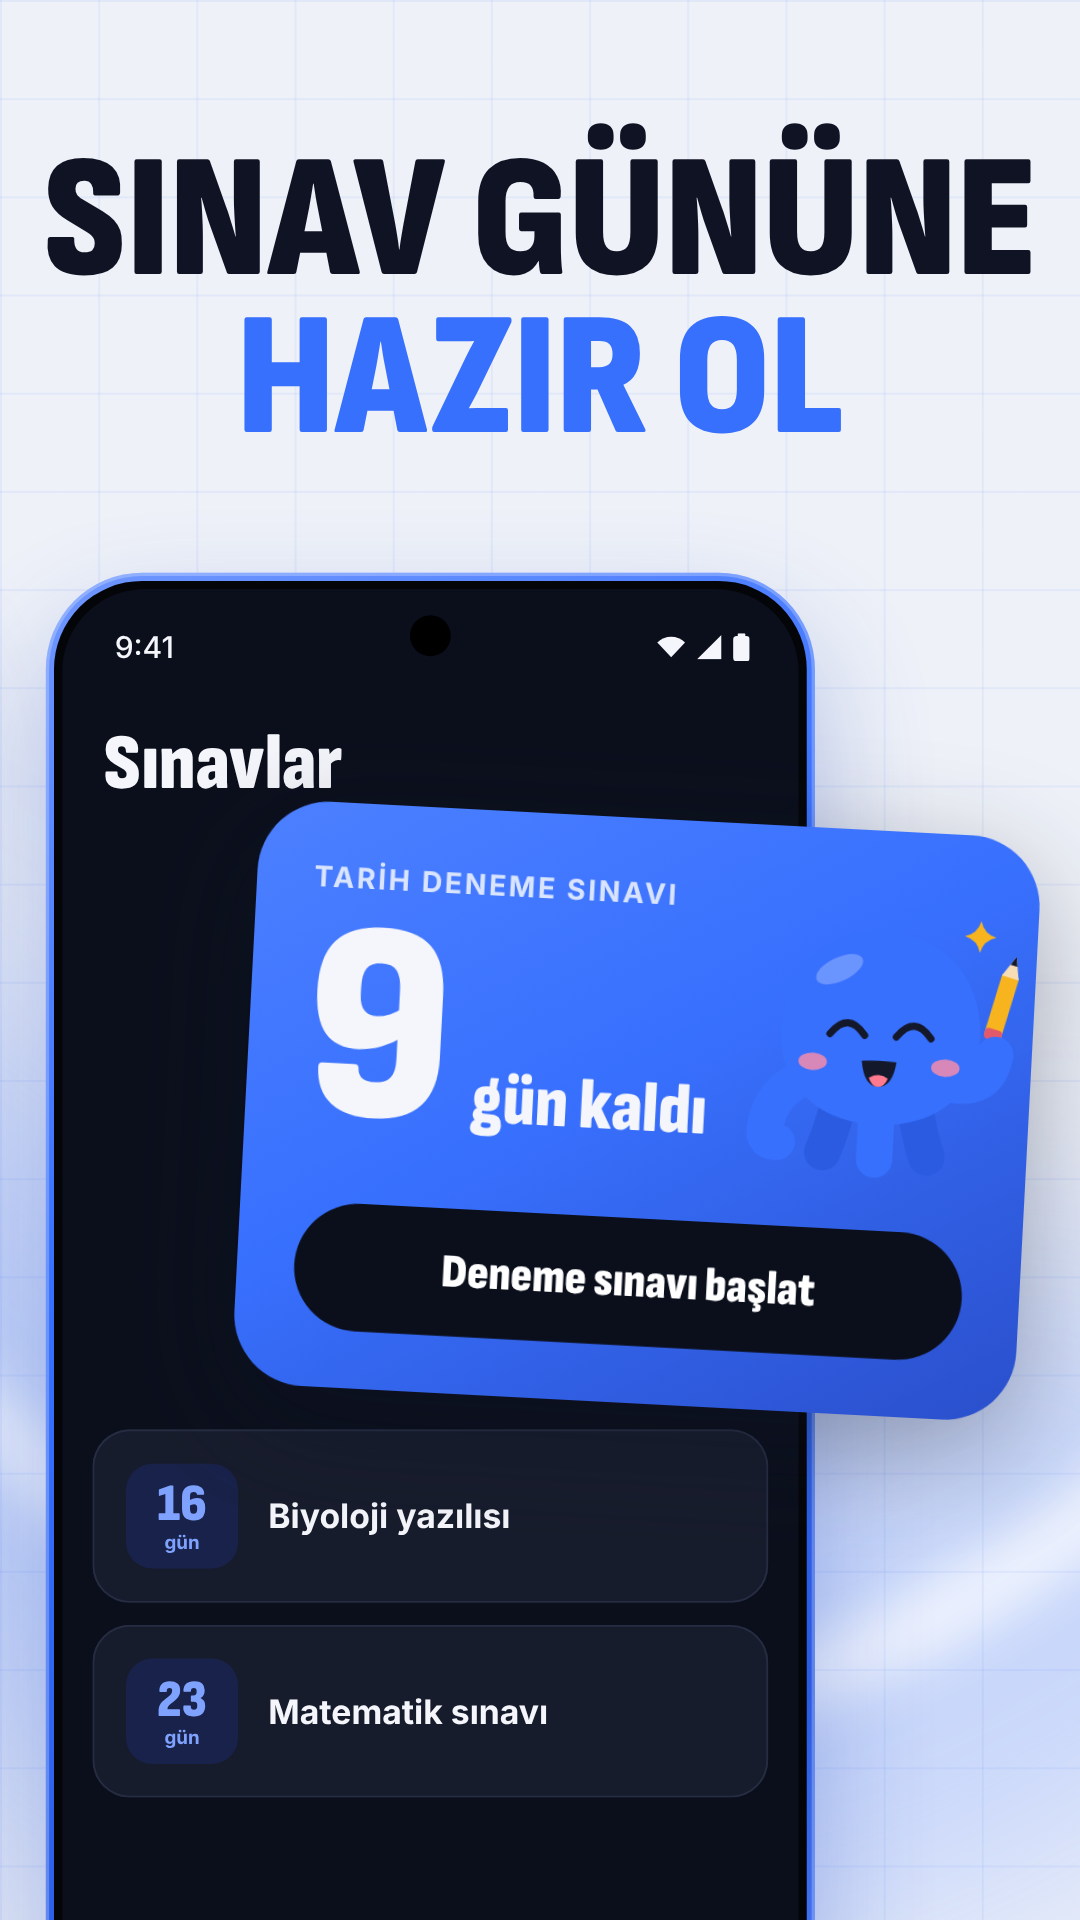 SINAV GÜNÜNE
HAZIR OL
9:41
Sınavlar
TARİH DENEME SINAVI
9 gün kaldı
Deneme sınavı başlat
16
gün
Biyoloji yazılısı
23
gün
Matematik sınavı